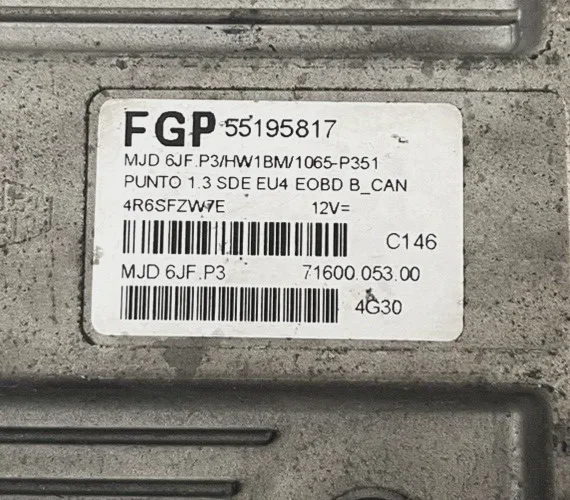 FGP 55195817
MJD 6JF.P3/HW1BM/1065-P351
PUNTO 1.3 SDE EU4 EOBD B_CAN
4R6SFZW7E 12V=
C146
MJD 6JF.P3 71600.053.00
4G30